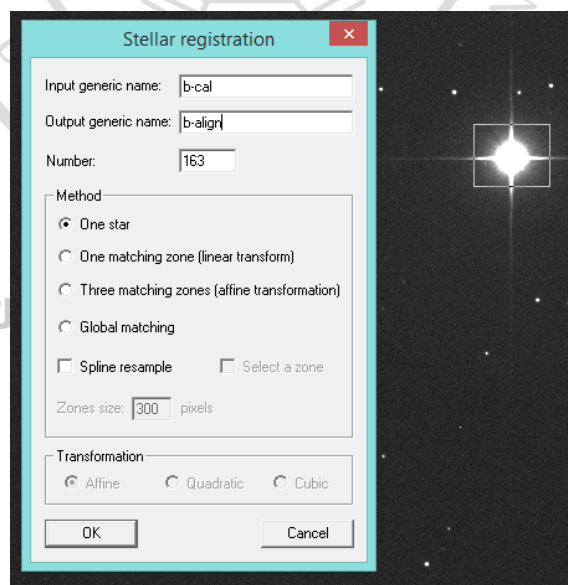 Stellar registration
Input generic name: b-cal
Output generic name: b-align
Number: 163
Method
One star
One matching zone (linear transform)
Three matching zones (affine transformation)
Global matching
Spline resample Select a zone
Zones size: 300 pixels
Transformation
Affine Quadratic Cubic
OK Cancel